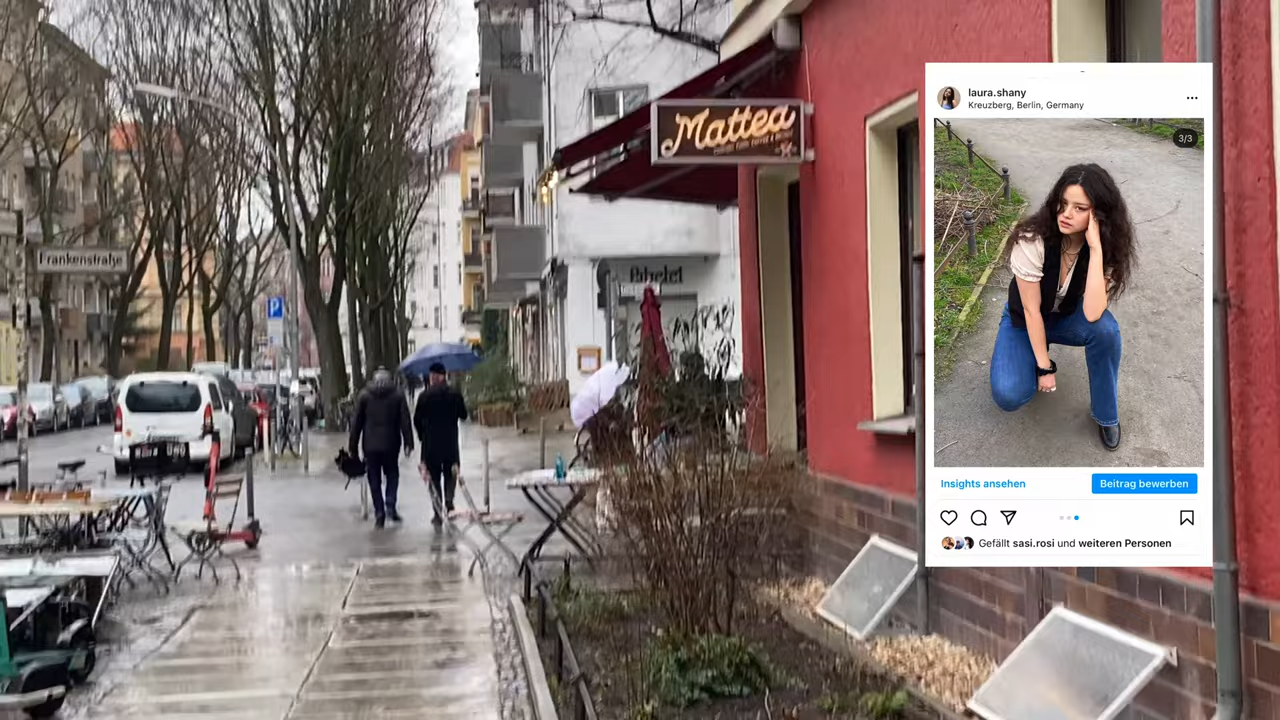 Mattea
Frankenstraße
P
laura.shany
Kreuzberg, Berlin, Germany
3/3
Insights ansehen
Beitrag bewerben
Gefällt sasi.rosi und weiteren Personen